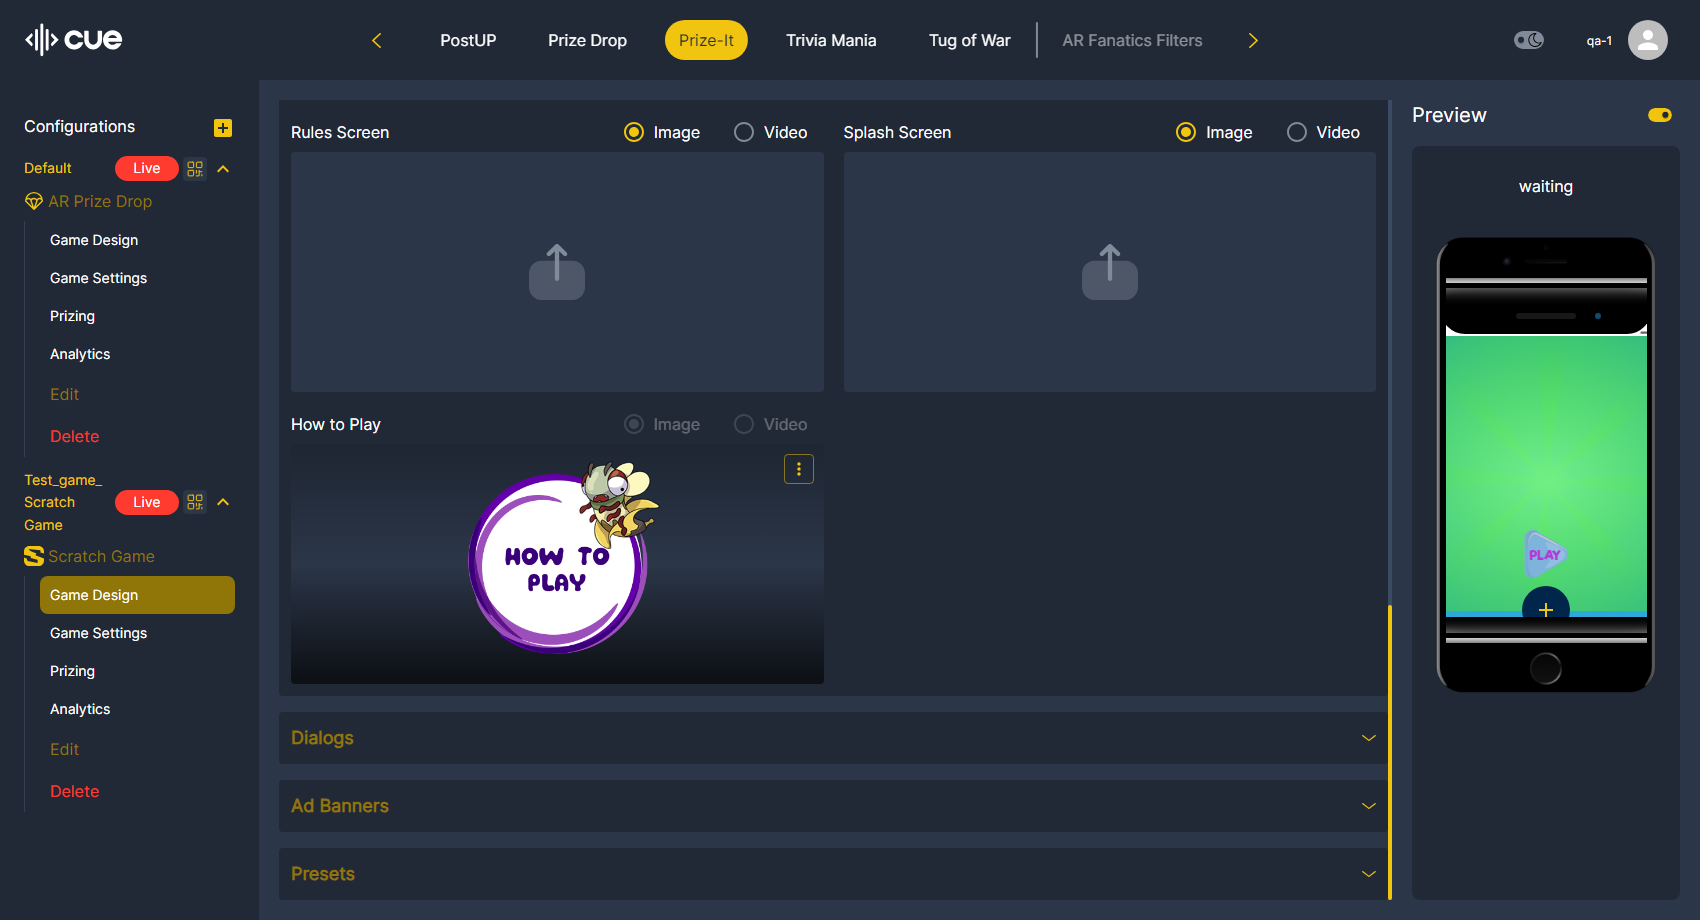 cue
PostUP
Prize Drop
Prize-It
Trivia Mania
Tug of War
AR Fanatics Filters
qa-1
Configurations
Default
Live
AR Prize Drop
Game Design
Game Settings
Prizing
Analytics
Edit
Delete
Test_game_
Scratch
Game
Live
Scratch Game
Game Design
Game Settings
Prizing
Analytics
Edit
Delete
Rules Screen
Image
Video
Splash Screen
Image
Video
How to Play
Image
Video
HOW TO
PLAY
Dialogs
Ad Banners
Presets
Preview
waiting
PLAY